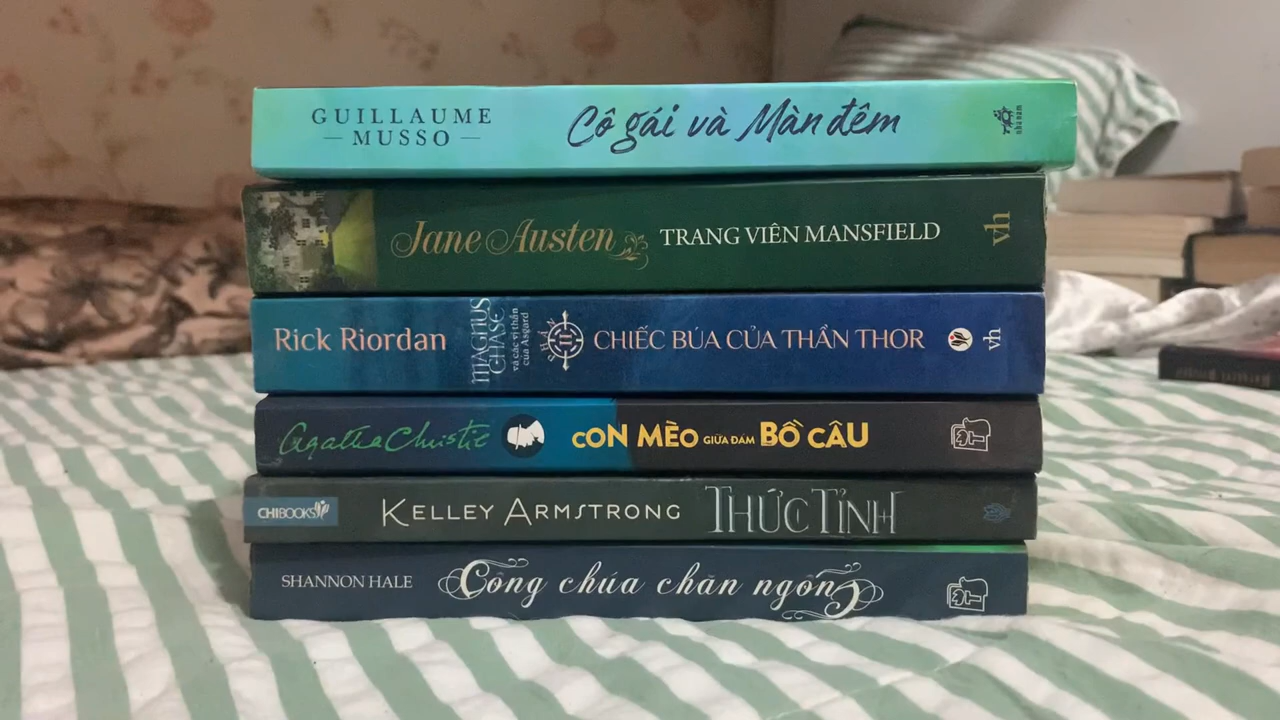 GUILLAUME
MUSSO
Cô gái và Màn đêm
nhã nam
Jane Austen
TRANG VIÊN MANSFIELD
vh
Rick Riordan
MAGNUS
CHASE
và các vị thần
của Asgard
PHẦN
II
CHIẾC BÚA CỦA THẦN THOR
vh
Agatha Christie
CON MÈO GIỮA ĐÁM BỒ CÂU
CHIBOOKS
KELLEY ARMSTRONG
THỨC TỈNH
SHANNON HALE
Công chúa chăn ngỗng